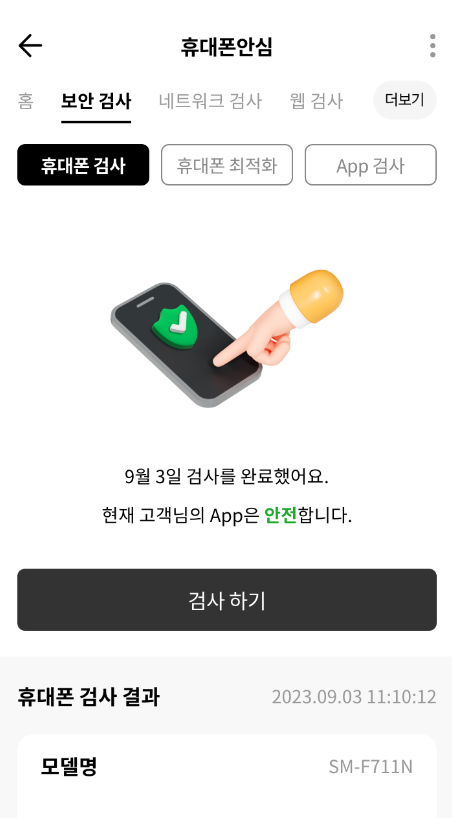 휴대폰안심
홈 보안 검사 네트워크 검사 웹 검사 더보기
휴대폰 검사 휴대폰 최적화 App 검사
9월 3일 검사를 완료했어요.
현재 고객님의 App은 안전합니다.
검사 하기
휴대폰 검사 결과 2023.09.03 11:10:12
모델명 SM-F711N